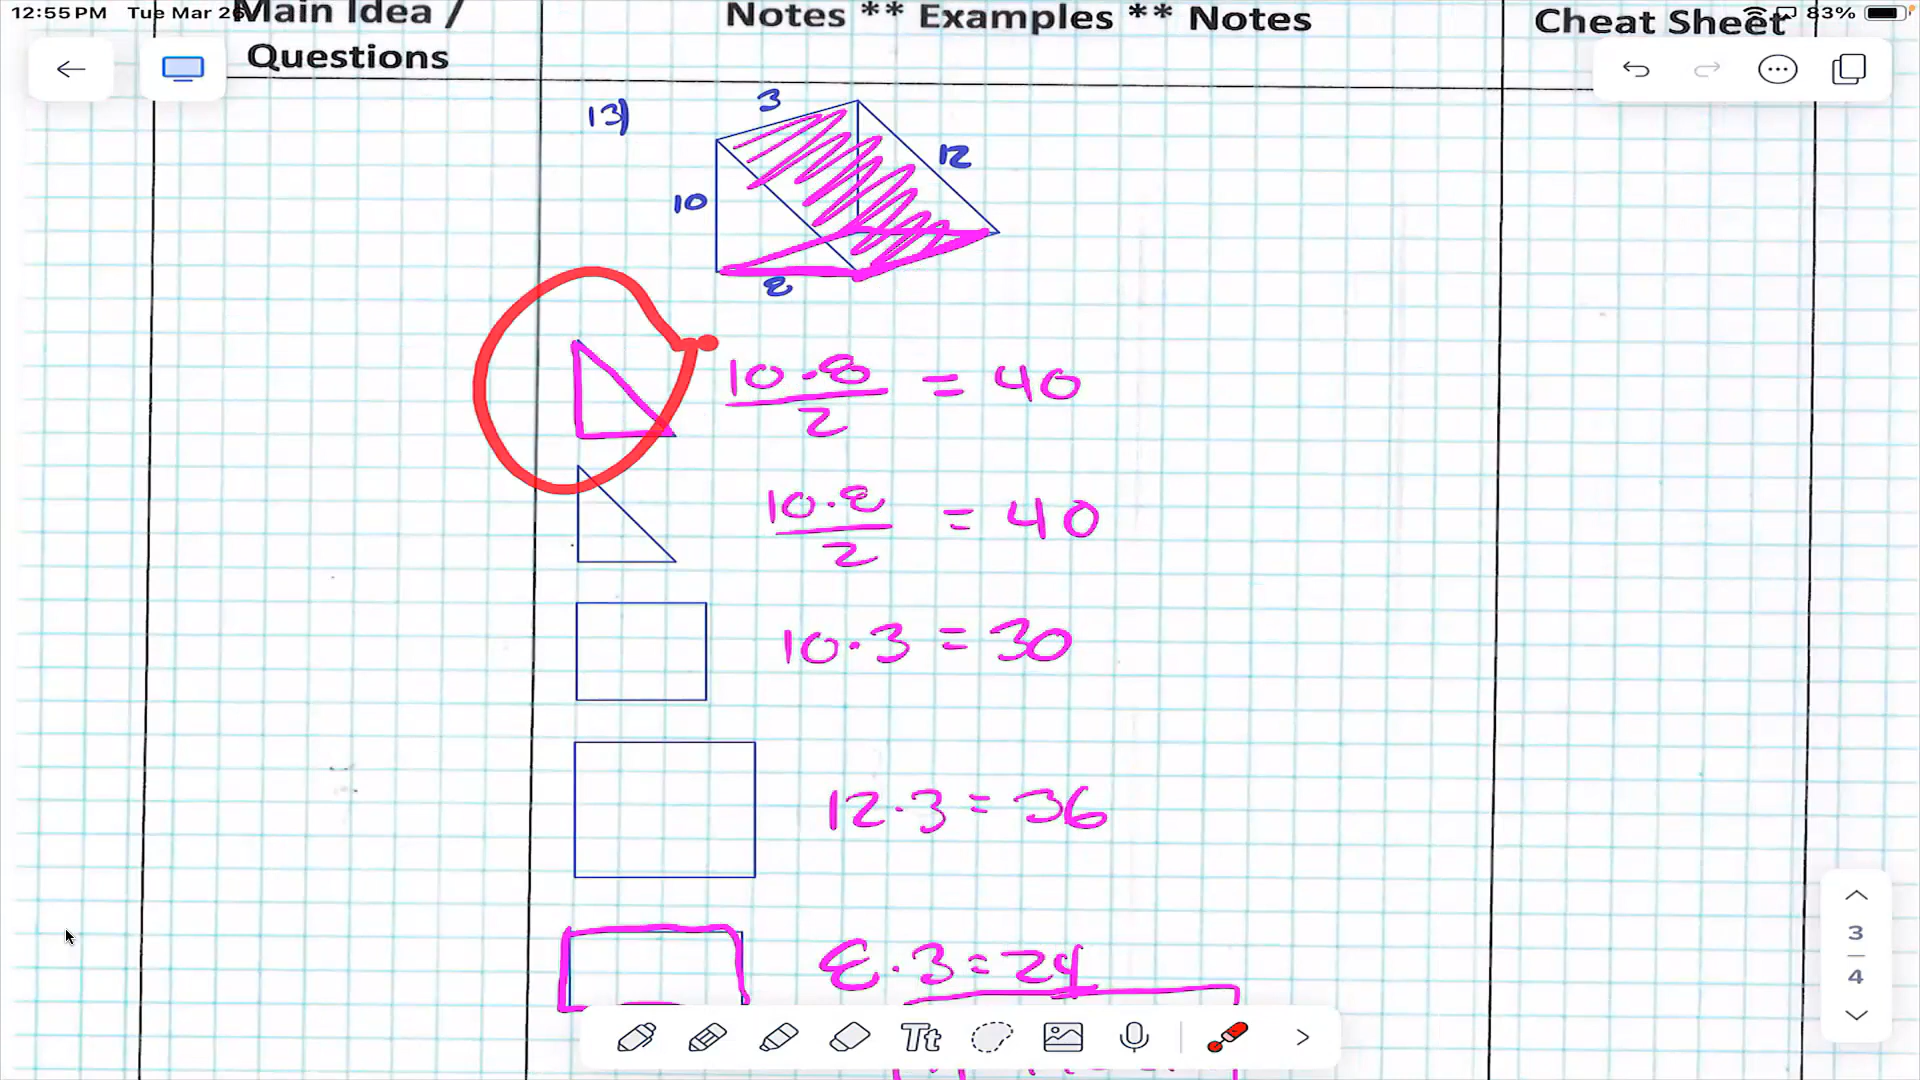 12:55 PM Tue Mar 26
83%
Main Idea /
Questions
Notes ** Examples ** Notes
Cheat Sheet
13)
3
12
10
8
10 · 8 / 2 = 40
10 · 8 / 2 = 40
10 · 3 = 30
12 · 3 = 36
8 · 3 = 24
3
4
Tt